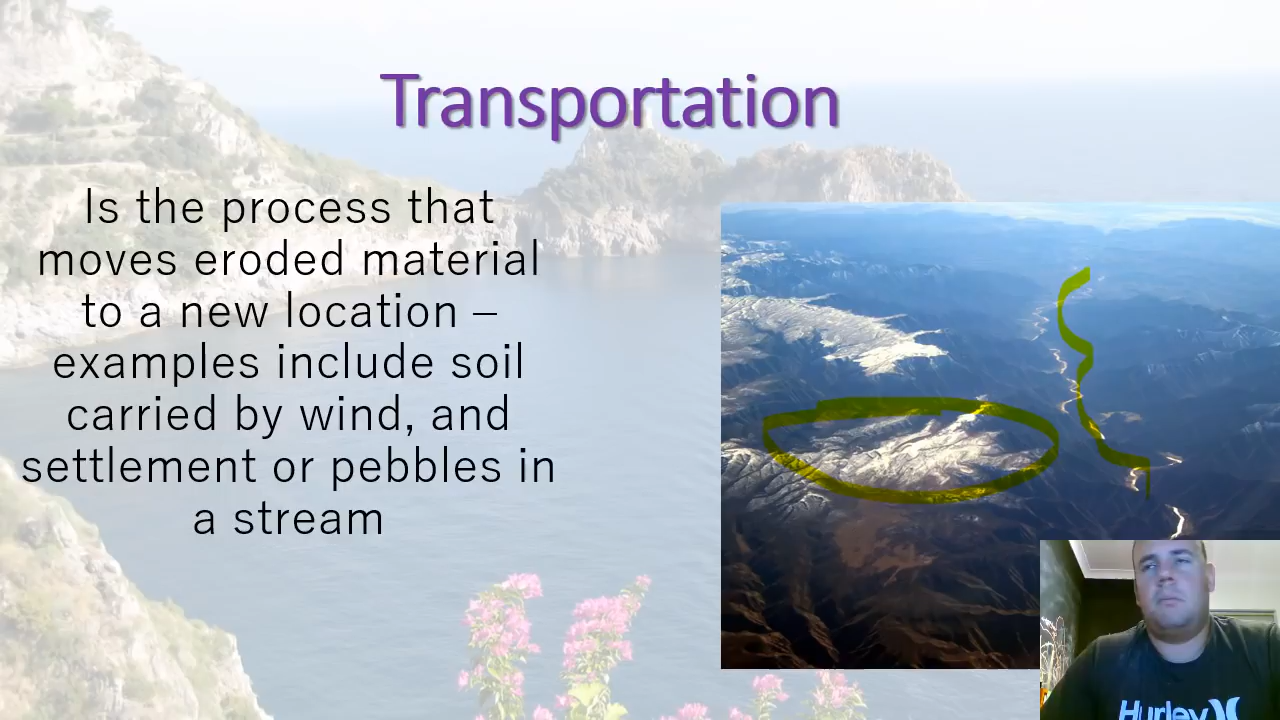 Transportation
Is the process that
moves eroded material
to a new location –
examples include soil
carried by wind, and
settlement or pebbles in
a stream
Hurley